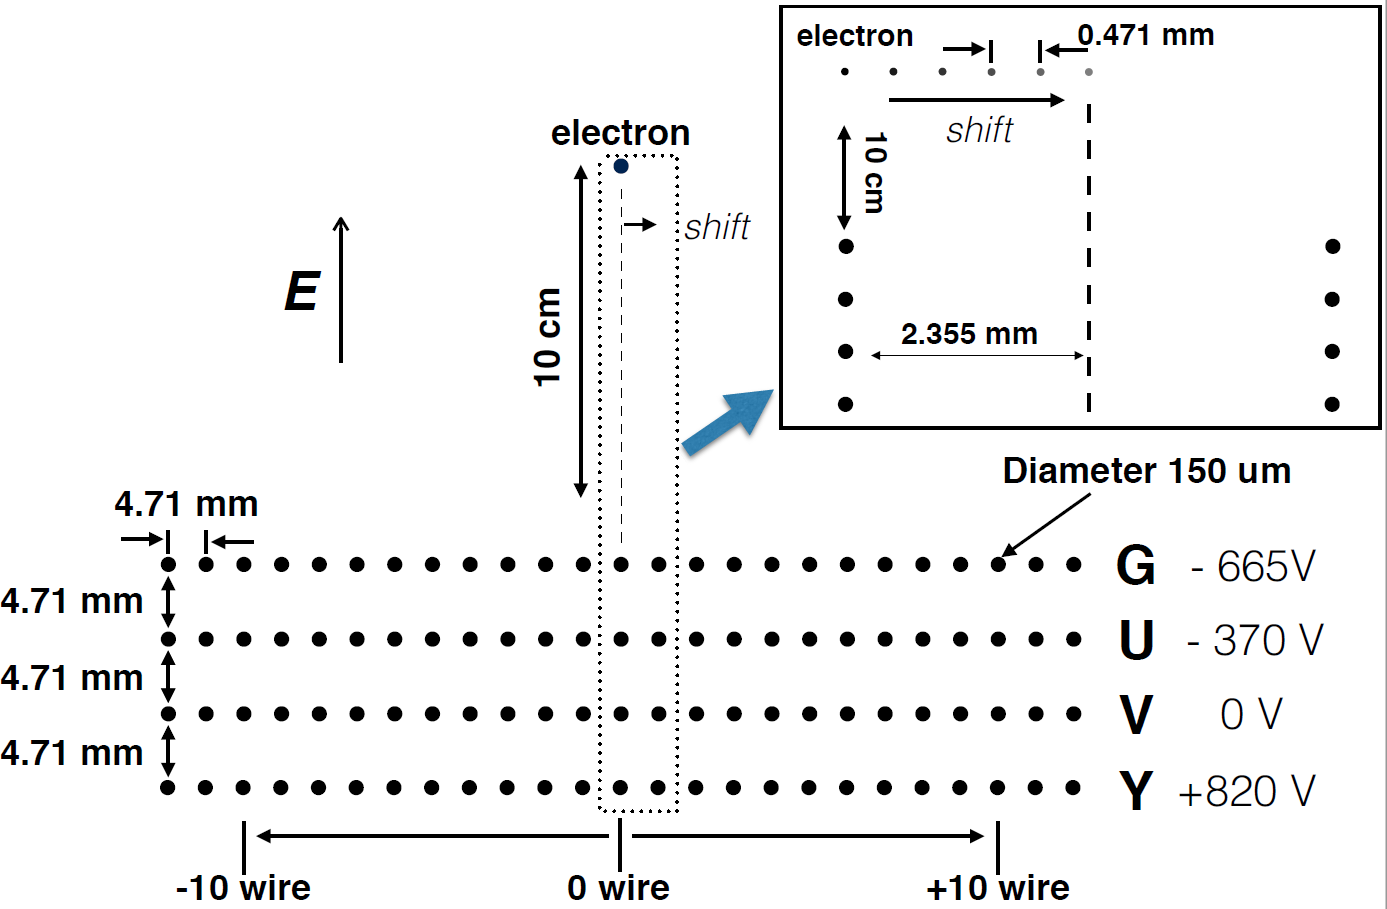 electron
0.471 mm
shift
10 cm
2.355 mm
electron
shift
10 cm
E
Diameter 150 um
4.71 mm
G - 665V
4.71 mm
U - 370 V
4.71 mm
V 0 V
4.71 mm
Y +820 V
-10 wire
0 wire
+10 wire